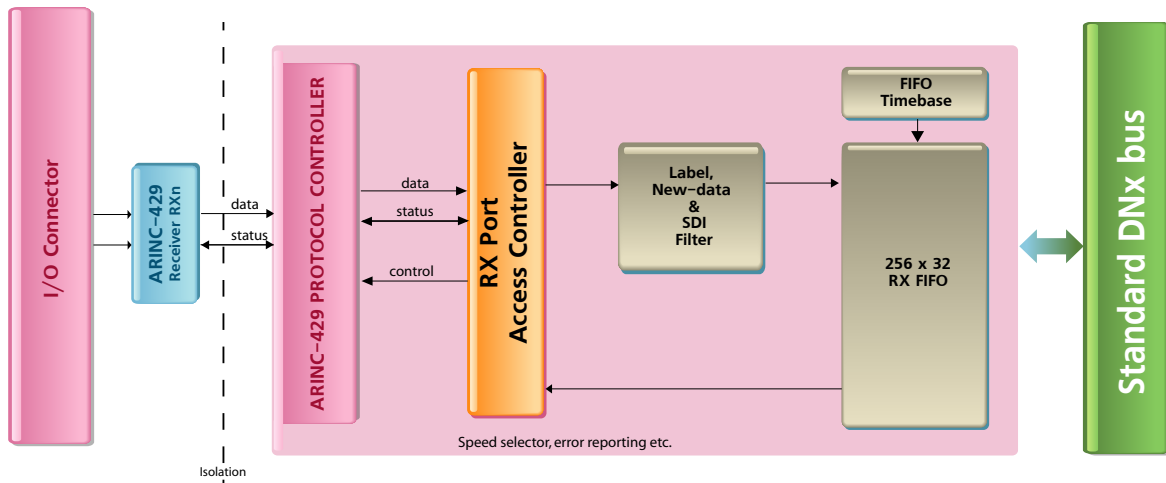 I/O Connector
ARINC–429
Receiver RXn
data
status
Isolation
ARINC–429 PROTOCOL CONTROLLER
data
status
control
RX Port
Access Controller
Label,
New–data
&
SDI
Filter
FIFO
Timebase
256 x 32
RX FIFO
Speed selector, error reporting etc.
Standard DNx bus